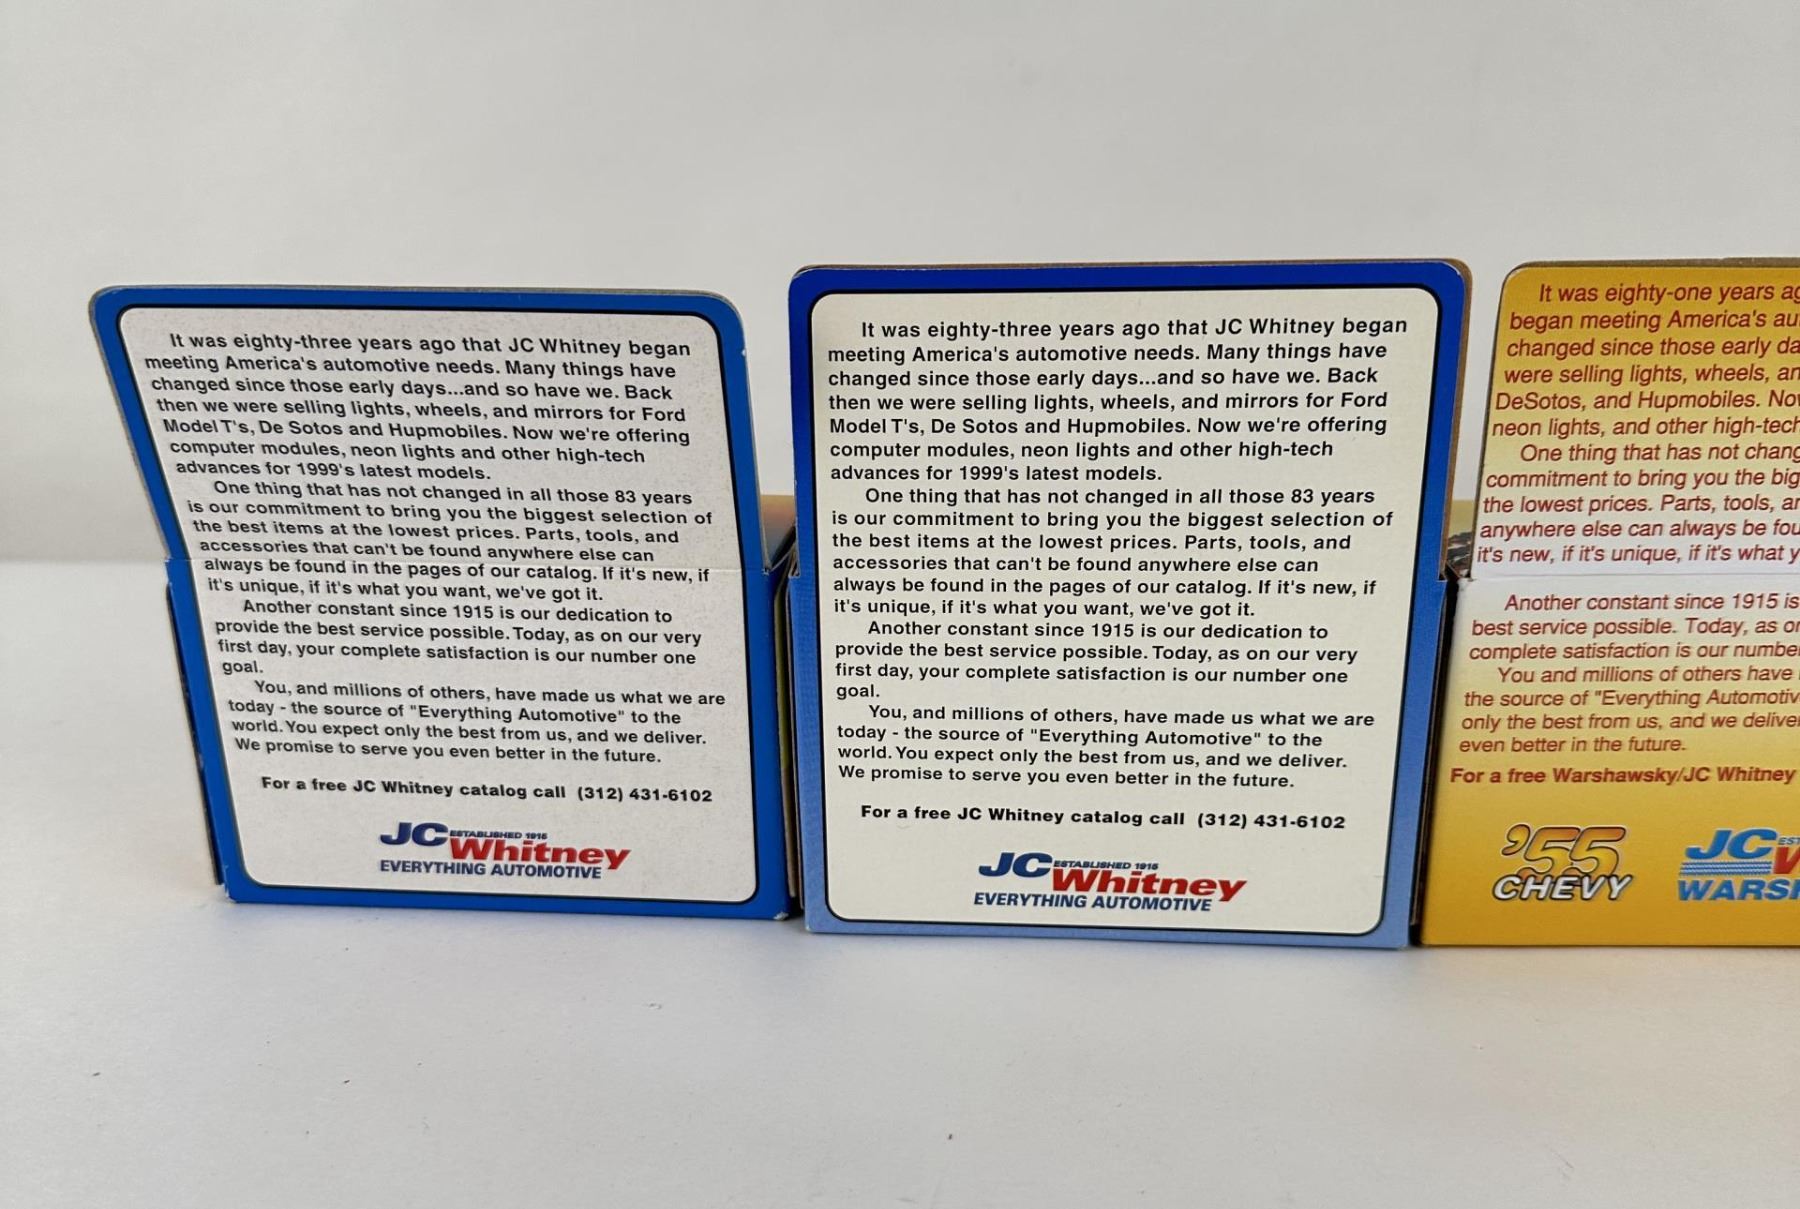 It was eighty-three years ago that JC Whitney began
meeting America's automotive needs. Many things have
changed since those early days...and so have we. Back
then we were selling lights, wheels, and mirrors for Ford
Model T's, De Sotos and Hupmobiles. Now we're offering
computer modules, neon lights and other high-tech
advances for 1999's latest models.
One thing that has not changed in all those 83 years
is our commitment to bring you the biggest selection of
the best items at the lowest prices. Parts, tools, and
accessories that can't be found anywhere else can
always be found in the pages of our catalog. If it's new, if
it's unique, if it's what you want, we've got it.
Another constant since 1915 is our dedication to
provide the best service possible. Today, as on our very
first day, your complete satisfaction is our number one
goal.
You, and millions of others, have made us what we are
today - the source of "Everything Automotive" to the
world. You expect only the best from us, and we deliver.
We promise to serve you even better in the future.
For a free JC Whitney catalog call (312) 431-6102
JC ESTABLISHED 1915
Whitney
EVERYTHING AUTOMOTIVE
It was eighty-three years ago that JC Whitney began
meeting America's automotive needs. Many things have
changed since those early days...and so have we. Back
then we were selling lights, wheels, and mirrors for Ford
Model T's, De Sotos and Hupmobiles. Now we're offering
computer modules, neon lights and other high-tech
advances for 1999's latest models.
One thing that has not changed in all those 83 years
is our commitment to bring you the biggest selection of
the best items at the lowest prices. Parts, tools, and
accessories that can't be found anywhere else can
always be found in the pages of our catalog. If it's new, if
it's unique, if it's what you want, we've got it.
Another constant since 1915 is our dedication to
provide the best service possible. Today, as on our very
first day, your complete satisfaction is our number one
goal.
You, and millions of others, have made us what we are
today - the source of "Everything Automotive" to the
world. You expect only the best from us, and we deliver.
We promise to serve you even better in the future.
For a free JC Whitney catalog call (312) 431-6102
JC ESTABLISHED 1915
Whitney
EVERYTHING AUTOMOTIVE
It was eighty-one years
began meeting America's
changed since those early
were selling lights, wheels,
DeSotos, and Hupmobiles.
neon lights, and other high-tech
One thing that has not
commitment to bring you the
the lowest prices. Parts, tools,
anywhere else can always be
it's new, if it's unique, if it's what
Another constant since 1915 is
best service possible. Today, as
complete satisfaction is our
You and millions of others have
the source of "Everything
only the best from us, and we
even better in the future.
For a free Warshawsky/JC Whitney
'55
CHEVY
JC